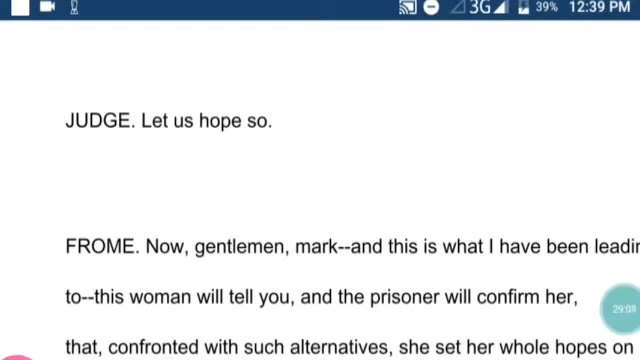 3G 39% 12:39 PM
JUDGE. Let us hope so.
FROME. Now, gentlemen, mark--and this is what I have been leadin
to--this woman will tell you, and the prisoner will confirm her,
29:03
that, confronted with such alternatives, she set her whole hopes on